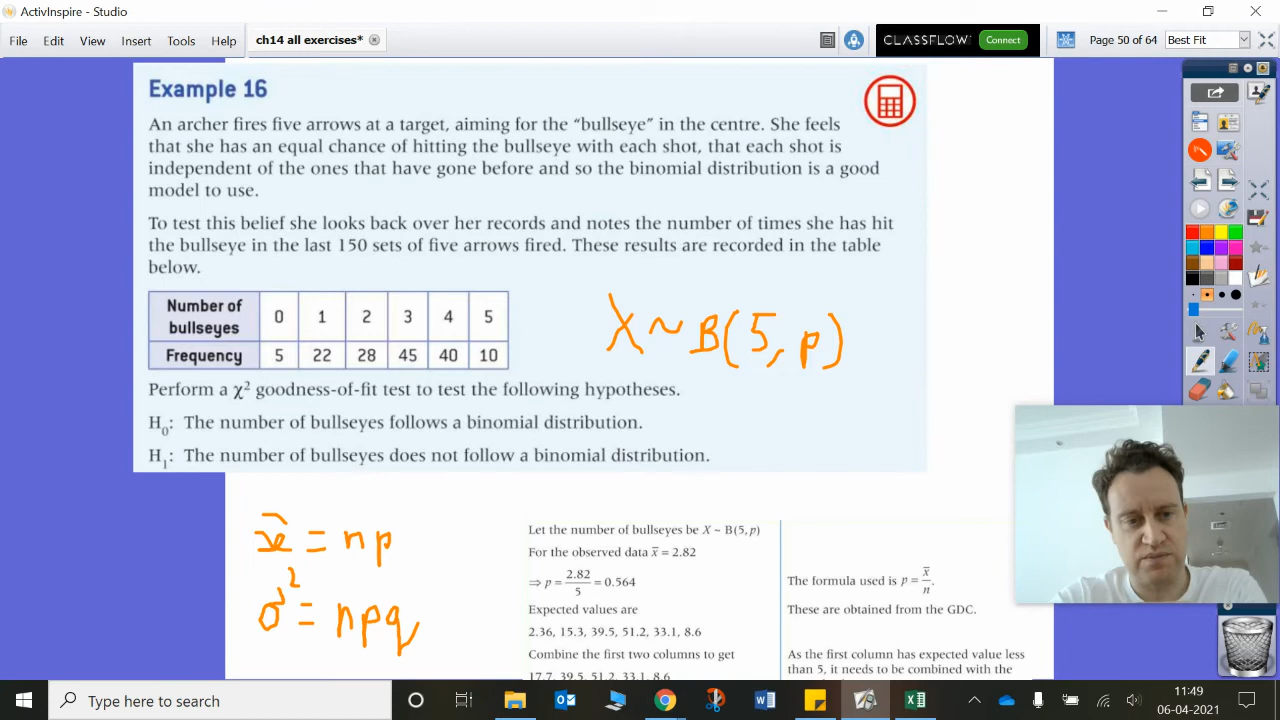 ActivInspire - Studio
File Edit View Insert Tools Help
ch14 all exercises*
CLASSFLOW Connect
Page 50 of 64
Best Fit
Example 16
An archer fires five arrows at a target, aiming for the "bullseye" in the centre. She feels
that she has an equal chance of hitting the bullseye with each shot, that each shot is
independent of the ones that have gone before and so the binomial distribution is a good
model to use.
To test this belief she looks back over her records and notes the number of times she has hit
the bullseye in the last 150 sets of five arrows fired. These results are recorded in the table
below.
Number of bullseyes 0 1 2 3 4 5
Frequency 5 22 28 45 40 10
X ~ B(5, p)
Perform a χ² goodness-of-fit test to test the following hypotheses.
H₀: The number of bullseyes follows a binomial distribution.
H₁: The number of bullseyes does not follow a binomial distribution.
x̄ = np
σ² = npq
Let the number of bullseyes be X ~ B(5, p)
For the observed data x̄ = 2.82
⇒ p = 2.82/5 = 0.564
The formula used is p = x̄/n.
Expected values are
These are obtained from the GDC.
2.36, 15.3, 39.5, 51.2, 33.1, 8.6
Combine the first two columns to get
As the first column has expected value less
17.7, 39.5, 51.2, 33.1, 8.6
than 5, it needs to be combined with the
Type here to search
11:49
06-04-2021